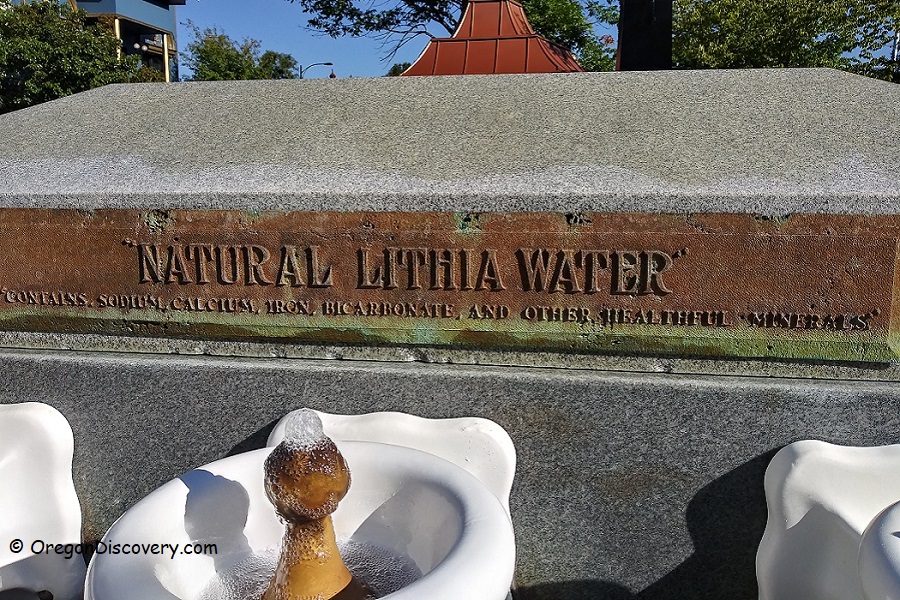 "NATURAL LITHIA WATER"
"CONTAINS, SODIUM, CALCIUM, IRON, BICARBONATE, AND OTHER HEALTHFUL "MINERALS"
© OregonDiscovery.com